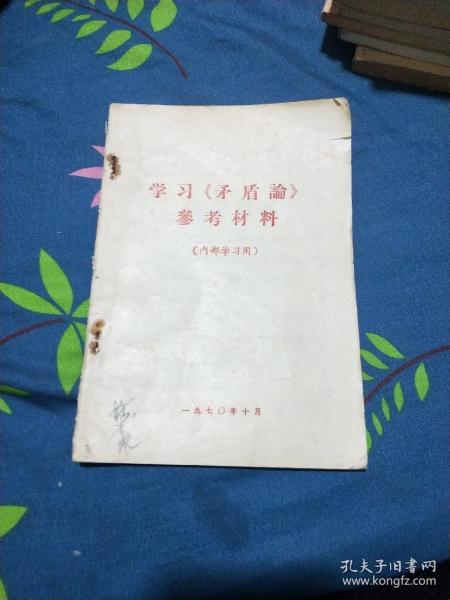 学习《矛盾論》
參考材料
(内部学习用)
一九七〇年十月
孔夫子旧书网
www.kongfz.com